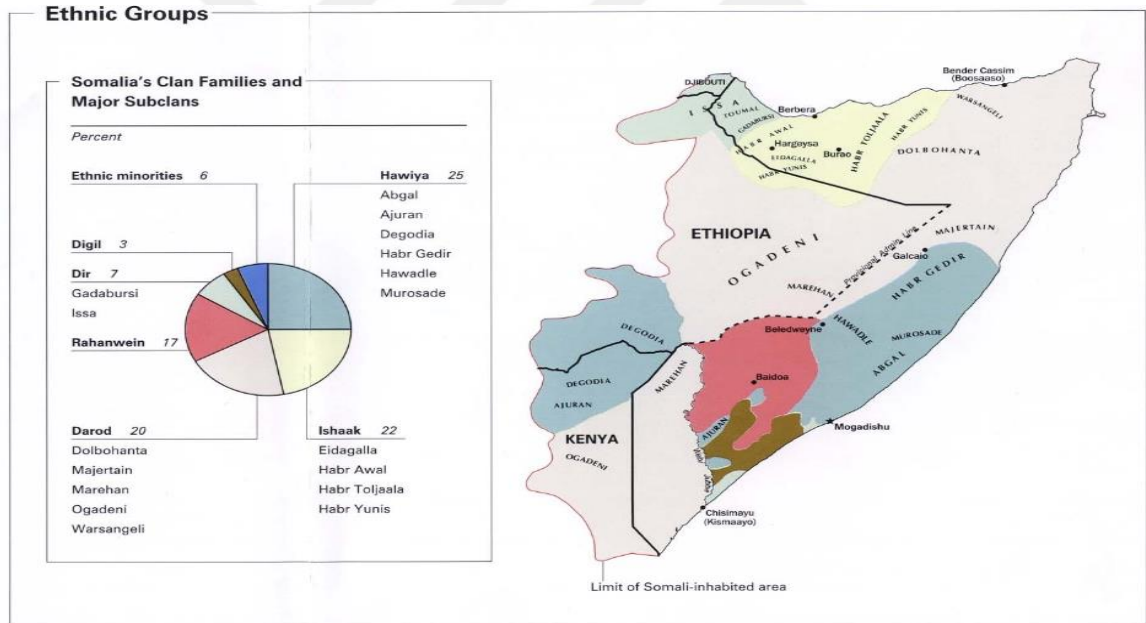 Ethnic Groups
Somalia's Clan Families and
Major Subclans
Percent
Ethnic minorities 6
Digil 3
Dir 7
Gadabursi
Issa
Rahanwein 17
Hawiya 25
Abgal
Ajuran
Degodia
Habr Gedir
Hawadle
Murosade
Darod 20
Dolbohanta
Majertain
Marehan
Ogadeni
Warsangeli
Ishaak 22
Eidagalla
Habr Awal
Habr Toljaala
Habr Yunis
DJIBOUTI
Bender Cassim
(Boosaaso)
ISSA
TOUMAL
GADABURSI
Berbera
WARSANGELI
HABR AWAL
Hargeysa
EIDAGALLA
HABR YUNIS
Burao
HABR TOLJAALA
HABR YUNIS
DOLBOHANTA
ETHIOPIA
OGADENI
Provisional Admin Line
MAJERTAIN
Galcaio
MAREHAN
HABR GEDIR
DEGODIA
Beledweyne
HAWADLE
MUROSADE
ABGAL
DEGODIA
AJURAN
MAREHAN
Baidoa
KENYA
OGADENI
AJURAN
Mogadishu
Chisimayu
(Kismaayo)
Limit of Somali-inhabited area